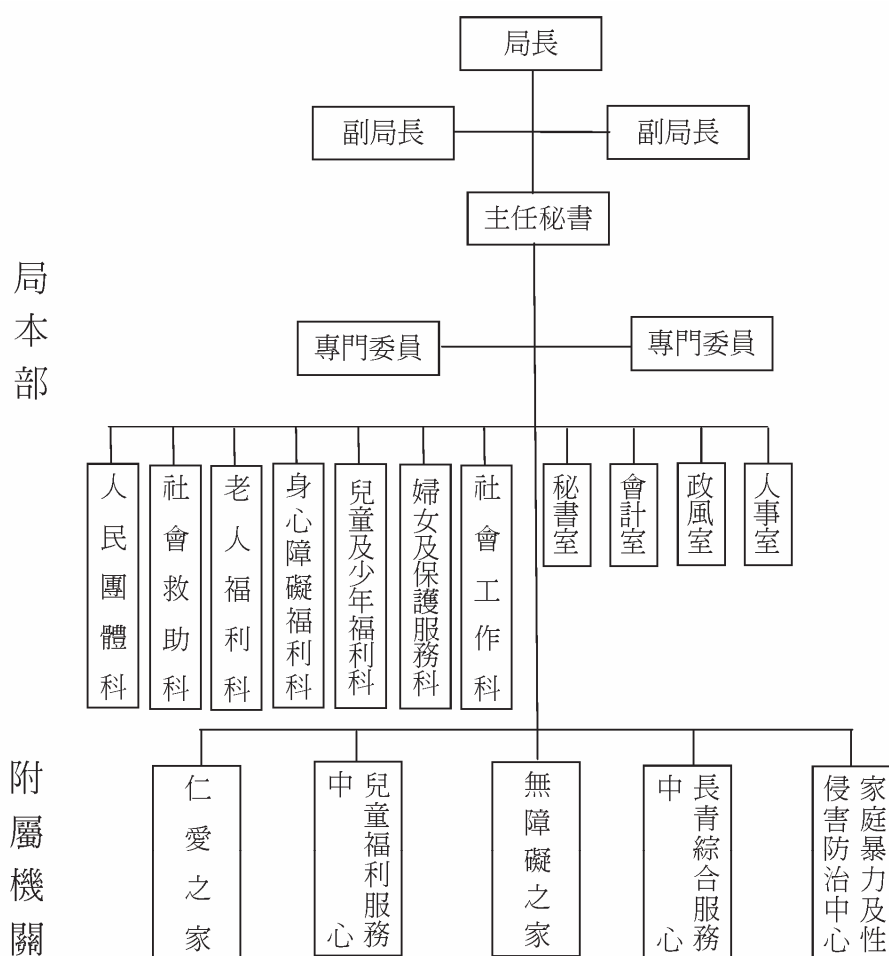 局長
副局長
副局長
主任秘書
局本部
專門委員
專門委員
人民團體科
社會救助科
老人福利科
身心障礙福利科
兒童及少年福利科
婦女及保護服務科
社會工作科
秘書室
會計室
政風室
人事室
附屬機關
仁愛之家
兒童福利服務
中心
無障礙之家
長青綜合服務
中心
家庭暴力及性
侵害防治中心